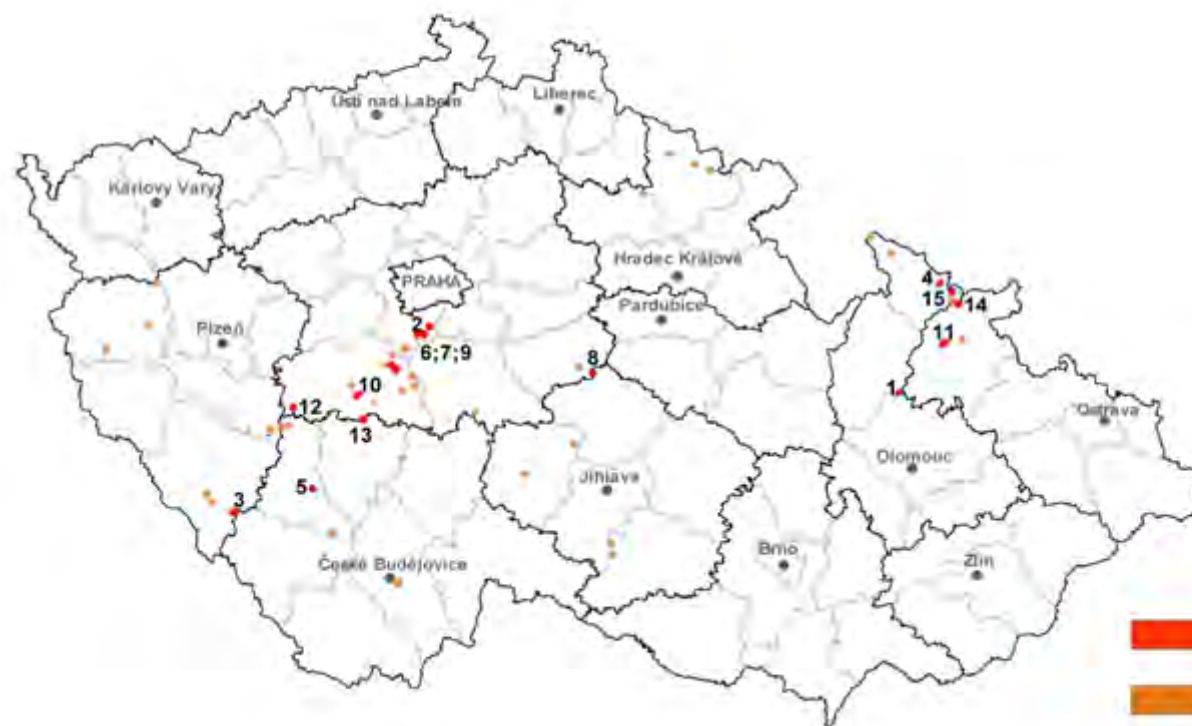 Liberec
Ústí nad Labem
Karlovy Vary
Hradec Králové
PRAHA
4
15
14
Pardubice
2
Plzeň
6;7;9
11
8
10
1
12
Ostrava
13
Olomouc
5
Jihlava
3
Brno
České Budějovice
Zlín